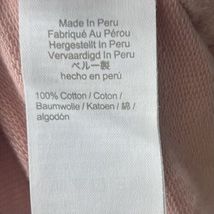 Made In Peru
Fabriqué Au Pérou
Hergestellt In Peru
Vervaardigd In Peru
ペルー製
hecho en perú
100% Cotton / Coton /
Baumwolle / Katoen / 綿 /
algodón